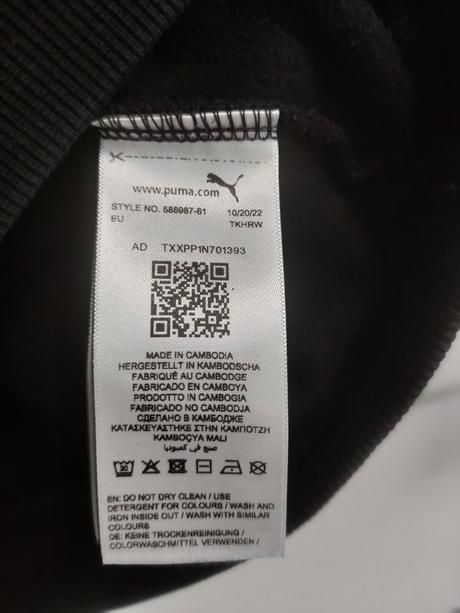 www.puma.com
STYLE NO. 586987-61 10/20/22
EU TKHRW
AD TXXPP1N701393
MADE IN CAMBODIA
HERGESTELLT IN KAMBODSCHA
FABRIQUÉ AU CAMBODGE
FABRICADO EN CAMBOYA
PRODOTTO IN CAMBOGIA
FABRICADO NO CAMBODJA
СДЕЛАНО В КАМБОДЖЕ
ΚΑΤΑΣΚΕΥΑΣΤΗΚΕ ΣΤΗΝ ΚΑΜΠΟΤΖΗ
KAMBOÇYA MALI
صنع في كمبوديا
30
EN: DO NOT DRY CLEAN / USE
DETERGENT FOR COLOURS / WASH AND
IRON INSIDE OUT / WASH WITH SIMILAR
COLOURS
DE: KEINE TROCKENREINIGUNG /
COLORWASCHMITTEL VERWENDEN /